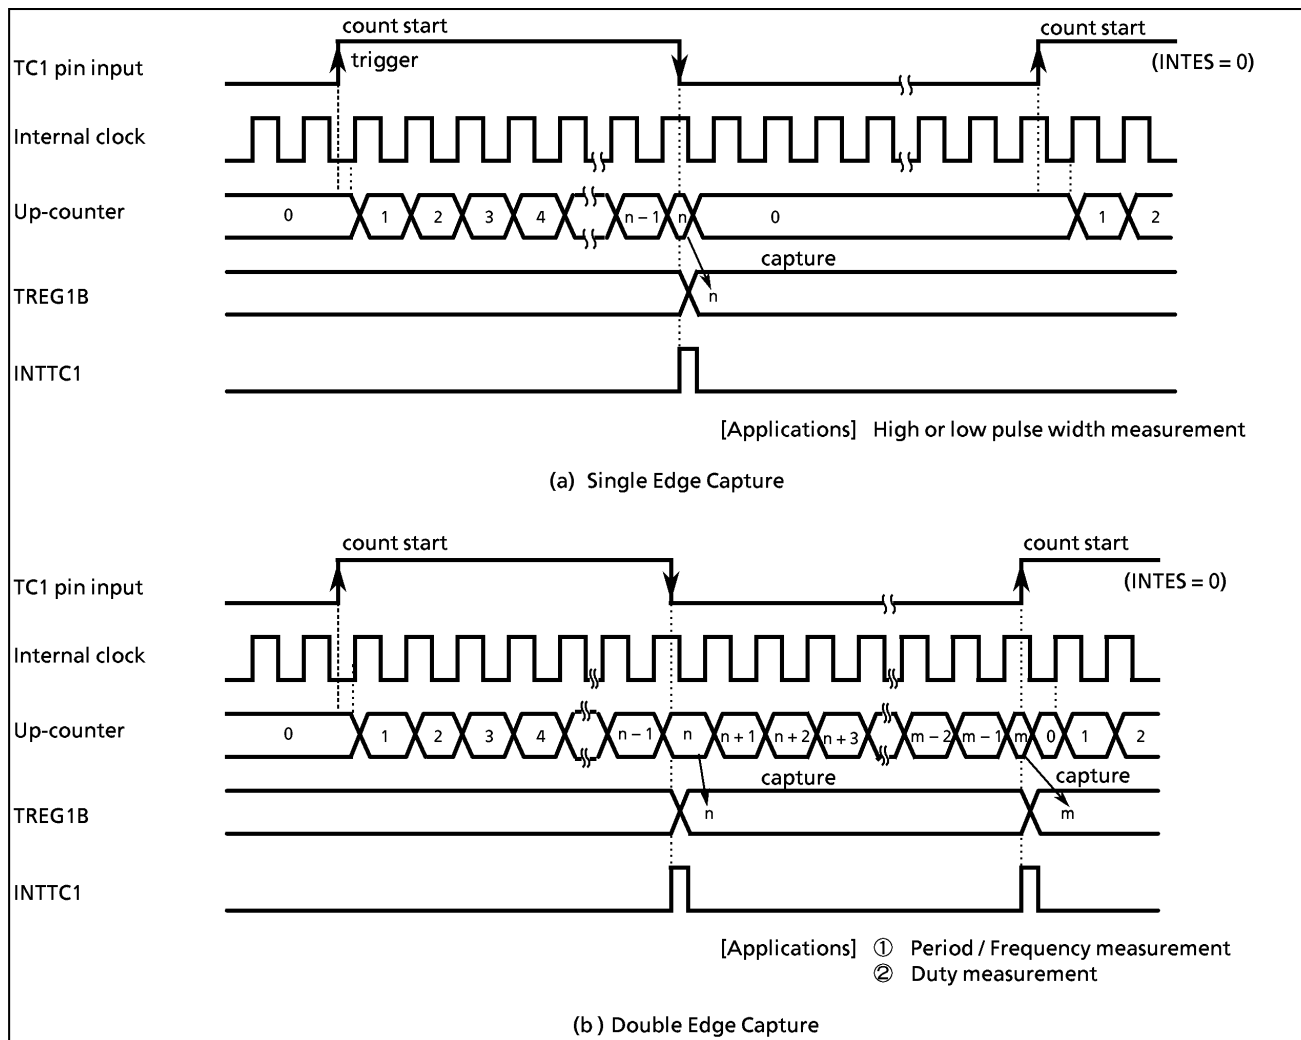 count start
count start
TC1 pin input
trigger
(INTES = 0)
Internal clock
Up-counter
0 1 2 3 4 n – 1 n 0 1 2
capture
TREG1B
n
INTTC1
[Applications] High or low pulse width measurement
(a) Single Edge Capture
count start
count start
TC1 pin input
(INTES = 0)
Internal clock
Up-counter
0 1 2 3 4 n – 1 n n + 1 n + 2 n + 3 m – 2 m – 1 m 0 1 2
capture
capture
TREG1B
n
m
INTTC1
[Applications] ① Period / Frequency measurement
② Duty measurement
(b ) Double Edge Capture